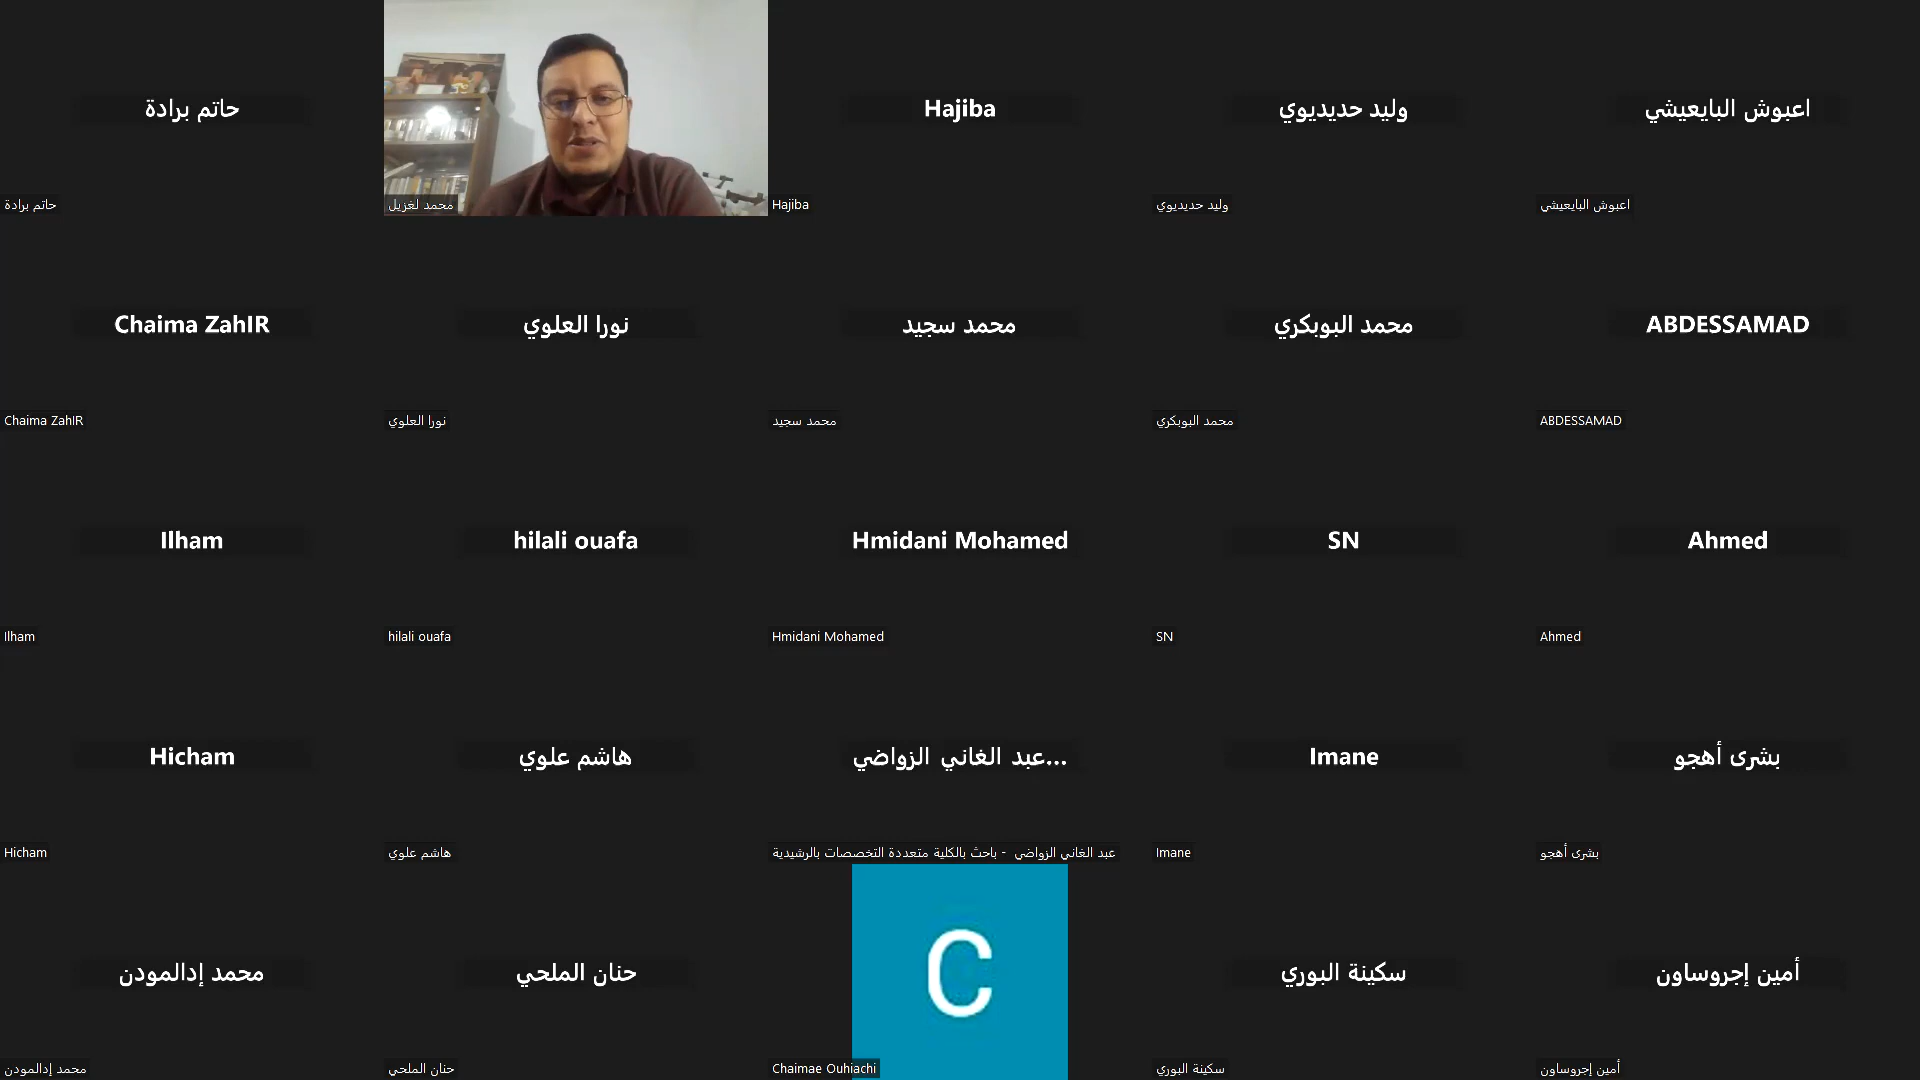 حاتم برادة
Hajiba
وليد حديديوي
اعبوش البايعيشي
حاتم برادة
محمد لغزيل
Hajiba
وليد حديديوي
اعبوش البايعيشي
Chaima ZahIR
نورا العلوي
محمد سجيد
محمد البوبكري
ABDESSAMAD
Chaima ZahIR
نورا العلوي
محمد سجيد
محمد البوبكري
ABDESSAMAD
Ilham
hilali ouafa
Hmidani Mohamed
SN
Ahmed
Ilham
hilali ouafa
Hmidani Mohamed
SN
Ahmed
Hicham
هاشم علوي
عبد الغاني الزواضي...
Imane
بشرى أهجو
Hicham
هاشم علوي
عبد الغاني الزواضي - باحث بالكلية متعددة التخصصات بالرشيدية
Imane
بشرى أهجو
محمد إدالمودن
حنان الملحي
C
سكينة البوري
أمين إجروساون
محمد إدالمودن
حنان الملحي
Chaimae Ouhiachi
سكينة البوري
أمين إجروساون